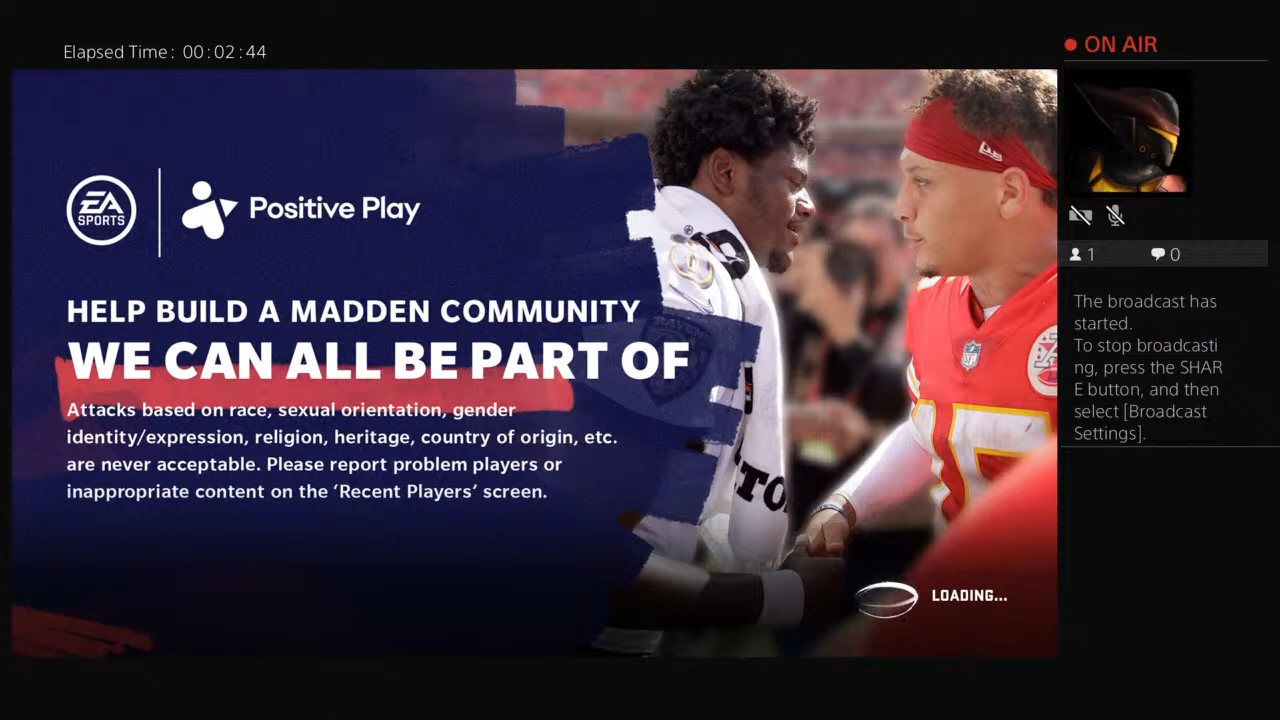 Elapsed Time: 00:02:44
ON AIR
EA
SPORTS
Positive Play
HELP BUILD A MADDEN COMMUNITY
WE CAN ALL BE PART OF
Attacks based on race, sexual orientation, gender
identity/expression, religion, heritage, country of origin, etc.
are never acceptable. Please report problem players or
inappropriate content on the ‘Recent Players’ screen.
LOADING...
NFL
1
0
The broadcast has
started.
To stop broadcasti
ng, press the SHAR
E button, and then
select [Broadcast
Settings].